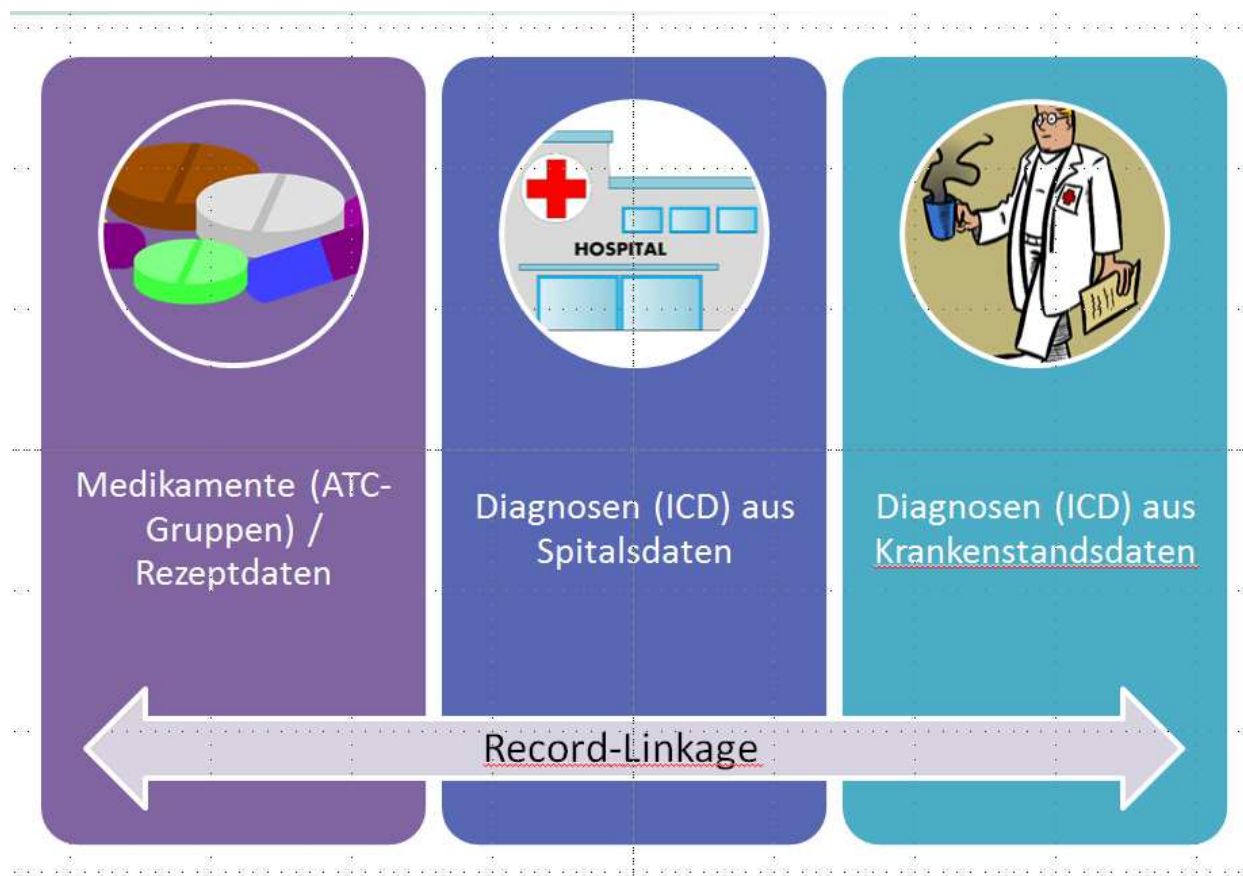 HOSPITAL
Medikamente (ATC-
Gruppen) /
Rezeptdaten
Diagnosen (ICD) aus
Spitalsdaten
Diagnosen (ICD) aus
Krankenstandsdaten
Record-Linkage